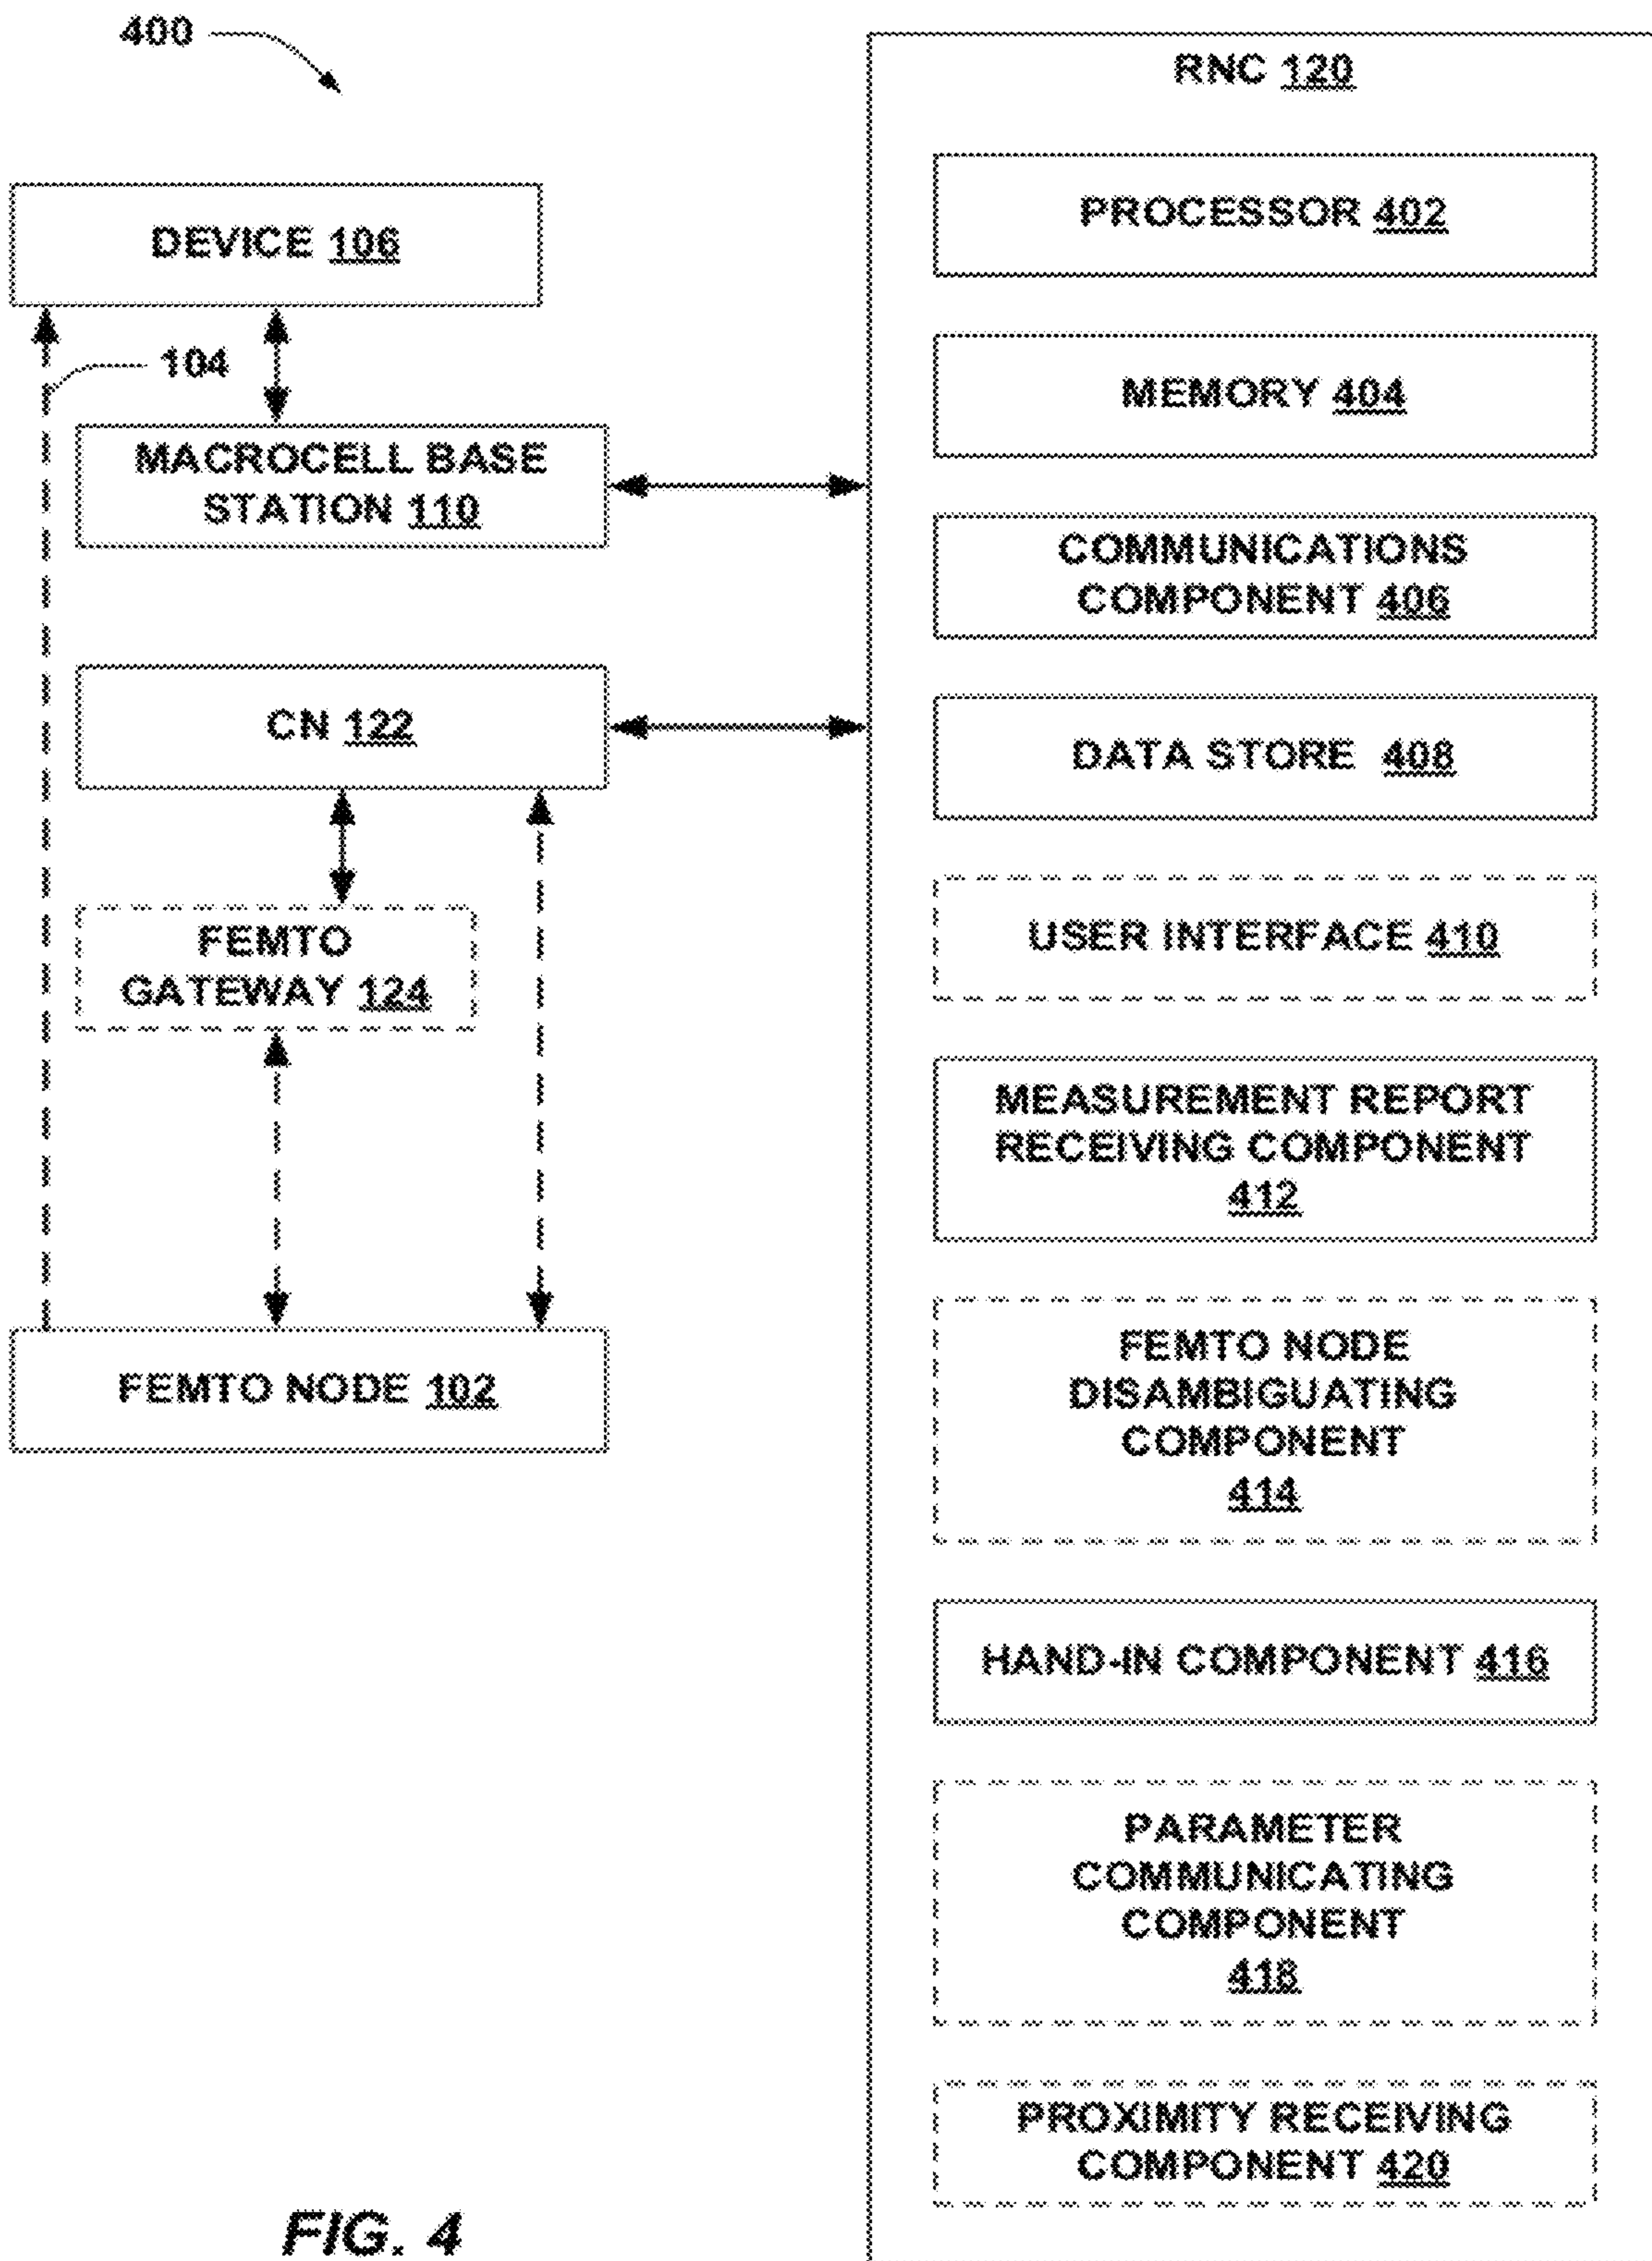 400
DEVICE 106
104
MACROCELL BASE
STATION 110
CN 122
FEMTO
GATEWAY 124
FEMTO NODE 102
RNC 120
PROCESSOR 402
MEMORY 404
COMMUNICATIONS
COMPONENT 406
DATA STORE 408
USER INTERFACE 410
MEASUREMENT REPORT
RECEIVING COMPONENT
412
FEMTO NODE
DISAMBIGUATING
COMPONENT
414
HAND-IN COMPONENT 416
PARAMETER
COMMUNICATING
COMPONENT
418
PROXIMITY RECEIVING
COMPONENT 420
FIG. 4